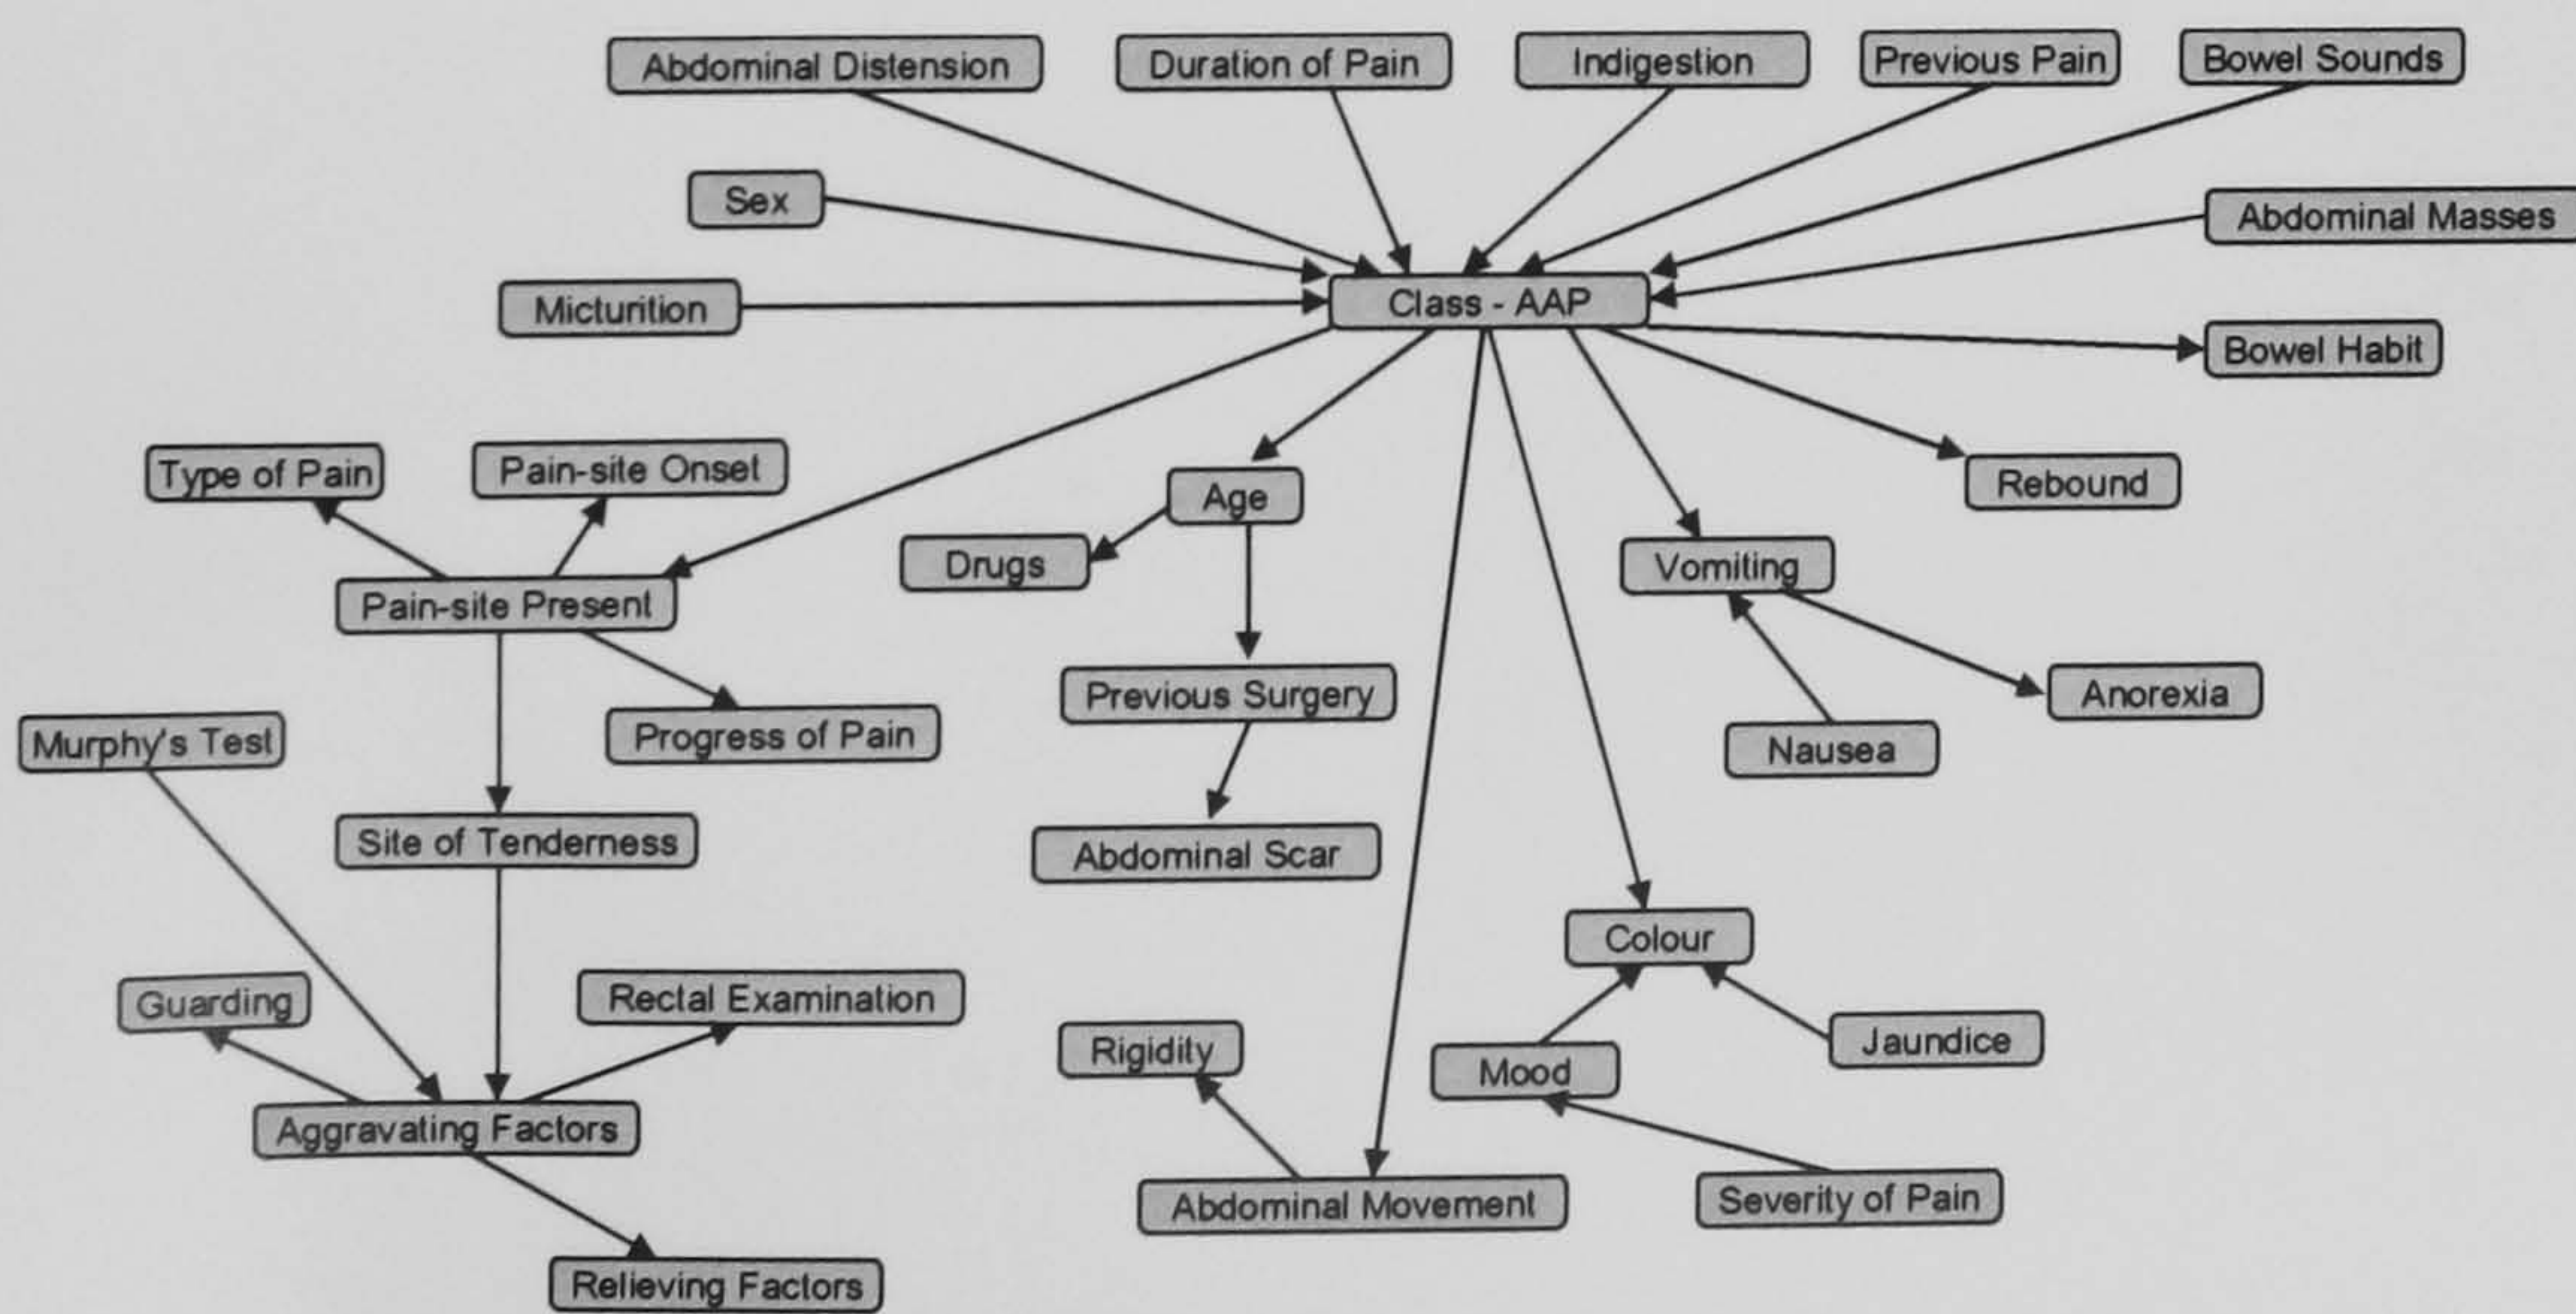 Abdominal Distension
Duration of Pain
Indigestion
Previous Pain
Bowel Sounds
Sex
Abdominal Masses
Micturition
Class - AAP
Bowel Habit
Type of Pain
Pain-site Onset
Age
Rebound
Drugs
Vomiting
Pain-site Present
Previous Surgery
Anorexia
Murphy's Test
Progress of Pain
Nausea
Site of Tenderness
Abdominal Scar
Colour
Guarding
Rectal Examination
Rigidity
Jaundice
Mood
Aggravating Factors
Abdominal Movement
Severity of Pain
Relieving Factors